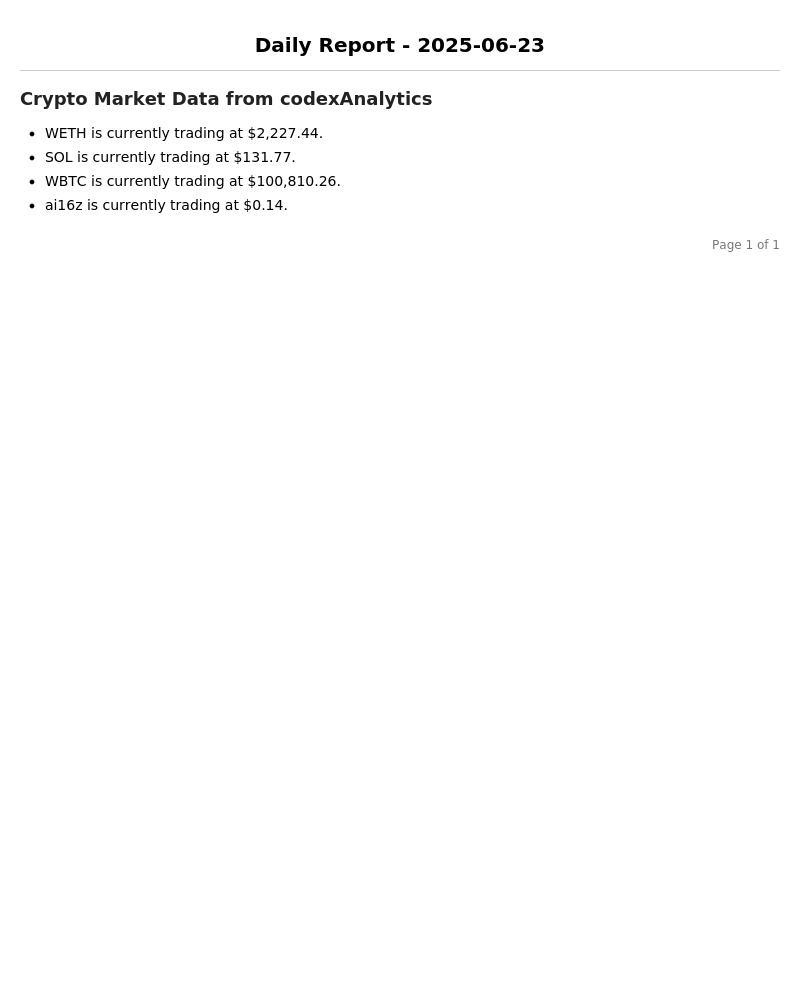 Daily Report - 2025-06-23
Crypto Market Data from codexAnalytics
• WETH is currently trading at $2,227.44.
• SOL is currently trading at $131.77.
• WBTC is currently trading at $100,810.26.
• ai16z is currently trading at $0.14.
Page 1 of 1